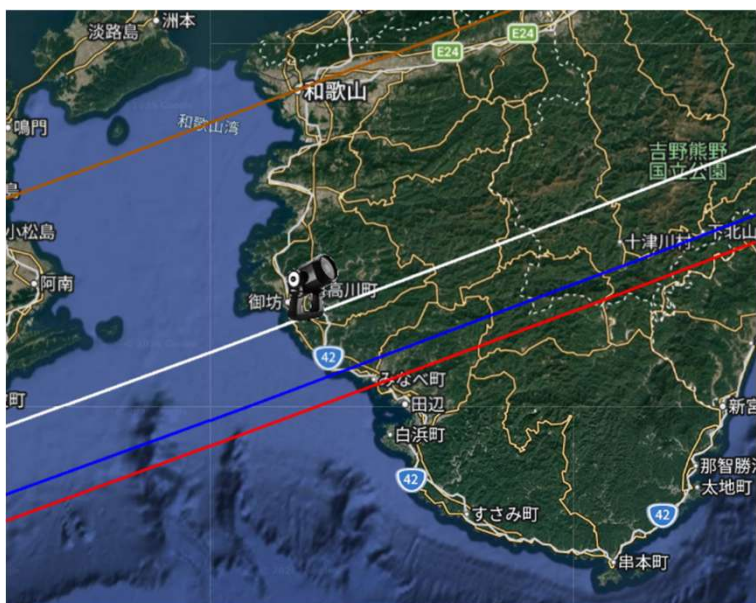 淡路島
洲本
E24
E24
和歌山
鳴門
和歌山湾
吉野熊野
国立公園
島
小松島
十津川村
下北山
阿南
御坊
高川町
42
みなべ町
町
田辺
新宮
白浜町
那智勝
42
太地町
すさみ町
42
串本町